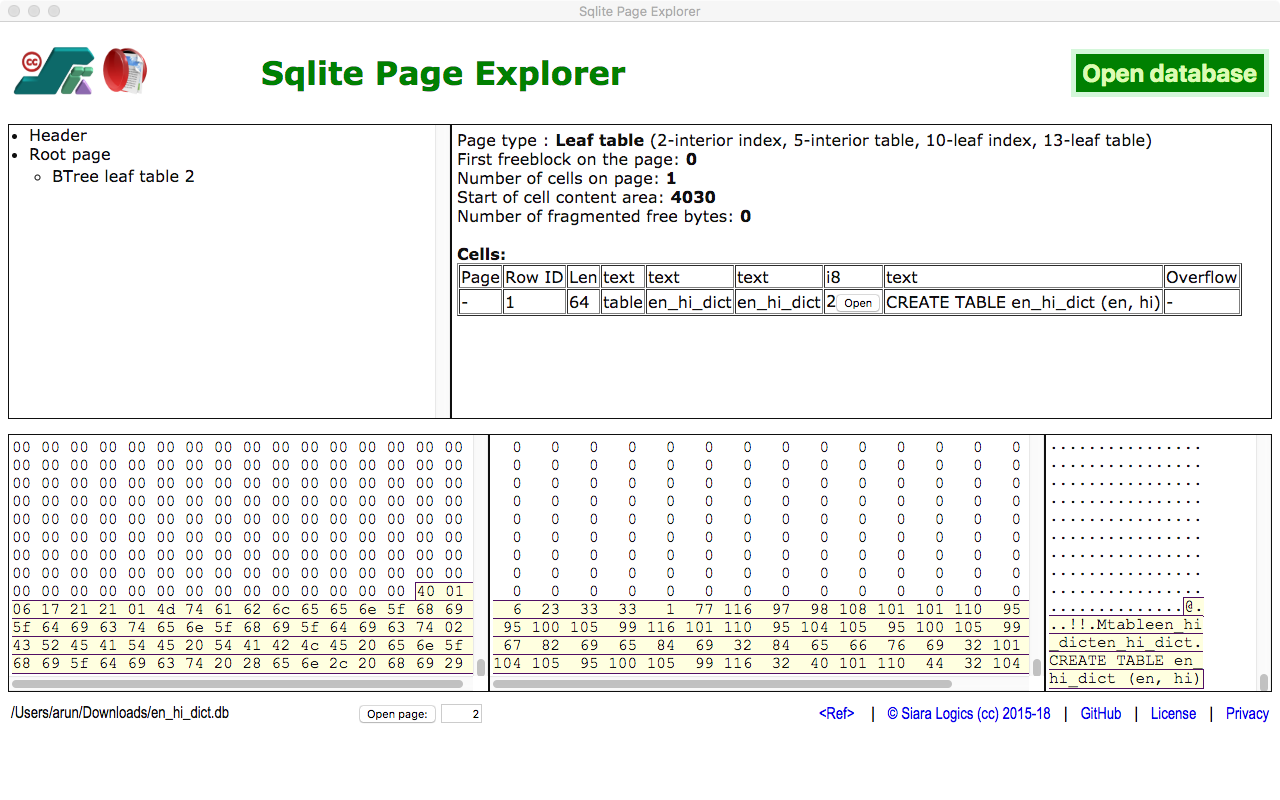 Sqlite Page Explorer
cc
Sqlite Page Explorer
Open database
• Header
• Root page
◦ BTree leaf table 2
Page type : Leaf table (2-interior index, 5-interior table, 10-leaf index, 13-leaf table)
First freeblock on the page: 0
Number of cells on page: 1
Start of cell content area: 4030
Number of fragmented free bytes: 0
Cells:
Page Row ID Len text text text i8 text Overflow
- 1 64 table en_hi_dict en_hi_dict 2 Open CREATE TABLE en_hi_dict (en, hi) -
00 00 00 00 00 00 00 00 00 00 00 00 00 00 00 00
00 00 00 00 00 00 00 00 00 00 00 00 00 00 00 00
00 00 00 00 00 00 00 00 00 00 00 00 00 00 00 00
00 00 00 00 00 00 00 00 00 00 00 00 00 00 00 00
00 00 00 00 00 00 00 00 00 00 00 00 00 00 00 00
00 00 00 00 00 00 00 00 00 00 00 00 00 00 00 00
00 00 00 00 00 00 00 00 00 00 00 00 00 00 00 00
00 00 00 00 00 00 00 00 00 00 00 00 00 00 00 00
00 00 00 00 00 00 00 00 00 00 00 00 00 00 40 01
06 17 21 21 01 4d 74 61 62 6c 65 65 6e 5f 68 69
5f 64 69 63 74 65 6e 5f 68 69 5f 64 69 63 74 02
43 52 45 41 54 45 20 54 41 42 4c 45 20 65 6e 5f
68 69 5f 64 69 63 74 20 28 65 6e 2c 20 68 69 29
0 0 0 0 0 0 0 0 0 0 0 0 0 0
0 0 0 0 0 0 0 0 0 0 0 0 0 0
0 0 0 0 0 0 0 0 0 0 0 0 0 0
0 0 0 0 0 0 0 0 0 0 0 0 0 0
0 0 0 0 0 0 0 0 0 0 0 0 0 0
0 0 0 0 0 0 0 0 0 0 0 0 0 0
0 0 0 0 0 0 0 0 0 0 0 0 0 0
0 0 0 0 0 0 0 0 0 0 0 0 0 0
0 0 0 0 0 0 0 0 0 0 0 0 0 0
6 23 33 33 1 77 116 97 98 108 101 101 110 95
95 100 105 99 116 101 110 95 104 105 95 100 105 99
67 82 69 65 84 69 32 84 65 66 76 69 32 101
104 105 95 100 105 99 116 32 40 101 110 44 32 104
................
................
................
................
................
................
................
................
..............@.
..!!.Mtableen_hi
_dicten_hi_dict.
CREATE TABLE en_
hi_dict (en, hi)
/Users/arun/Downloads/en_hi_dict.db Open page: 2 <Ref> | © Siara Logics (cc) 2015-18 | GitHub | License | Privacy